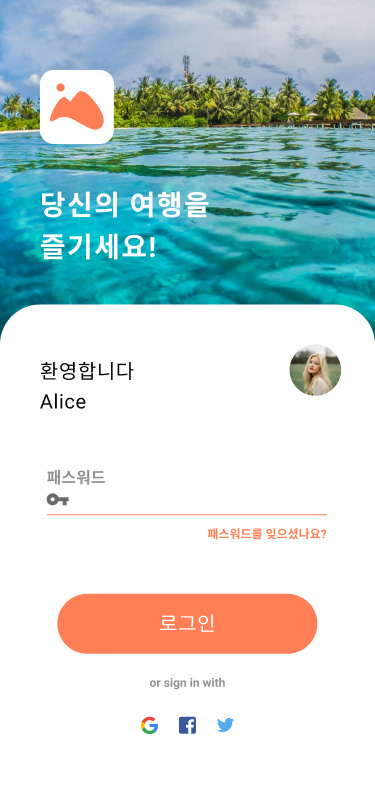 당신의 여행을
즐기세요!
환영합니다
Alice
패스워드
패스워드를 잊으셨나요?
로그인
or sign in with